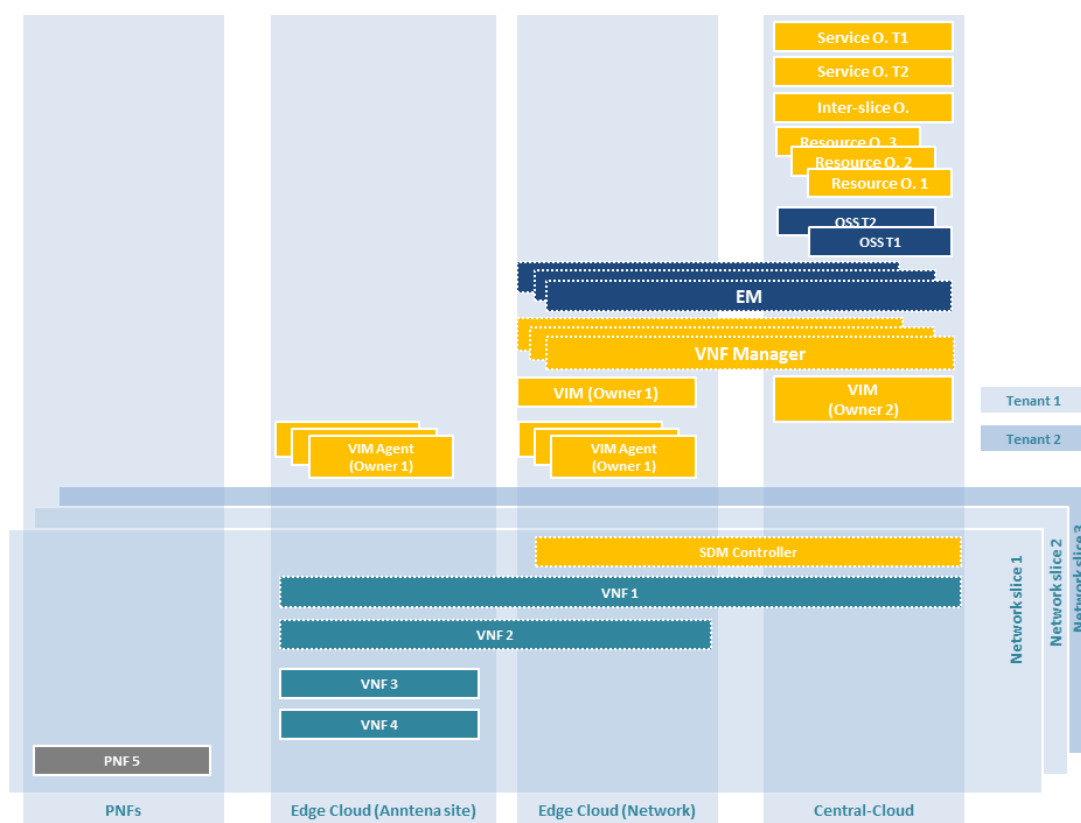 Service O. T1
Service O. T2
Inter-slice O.
Resource O. 3
Resource O. 2
Resource O. 1
OSS T2
OSS T1
EM
VNF Manager
VIM (Owner 1)
VIM
(Owner 2)
Tenant 1
Tenant 2
VIM Agent
(Owner 1)
VIM Agent
(Owner 1)
SDM Controller
VNF 1
VNF 2
VNF 3
VNF 4
PNF 5
Network slice 1
Network slice 2
Network slice 3
PNFs
Edge Cloud (Anntena site)
Edge Cloud (Network)
Central-Cloud